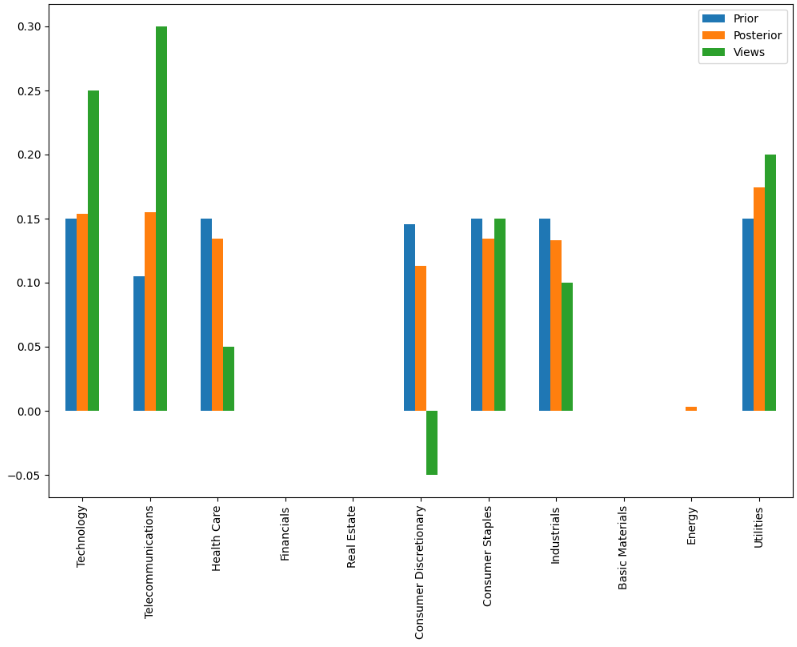 Prior
Posterior
Views
0.30
0.25
0.20
0.15
0.10
0.05
0.00
−0.05
Technology
Telecommunications
Health Care
Financials
Real Estate
Consumer Discretionary
Consumer Staples
Industrials
Basic Materials
Energy
Utilities